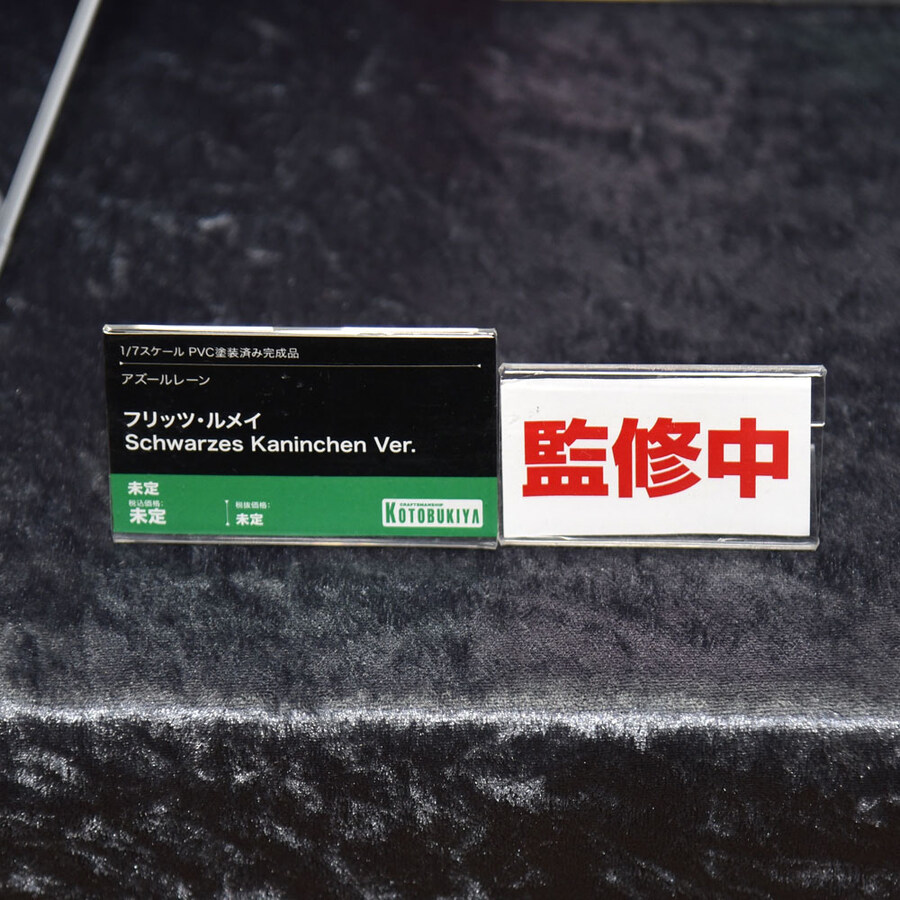 1/7スケール PVC塗装済み完成品
アズールレーン
フリッツ・ルメイ
Schwarzes Kaninchen Ver.
未定
税込価格:
未定
税抜価格:
未定
CRAFTSMANSHIP
KOTOBUKIYA
監修中